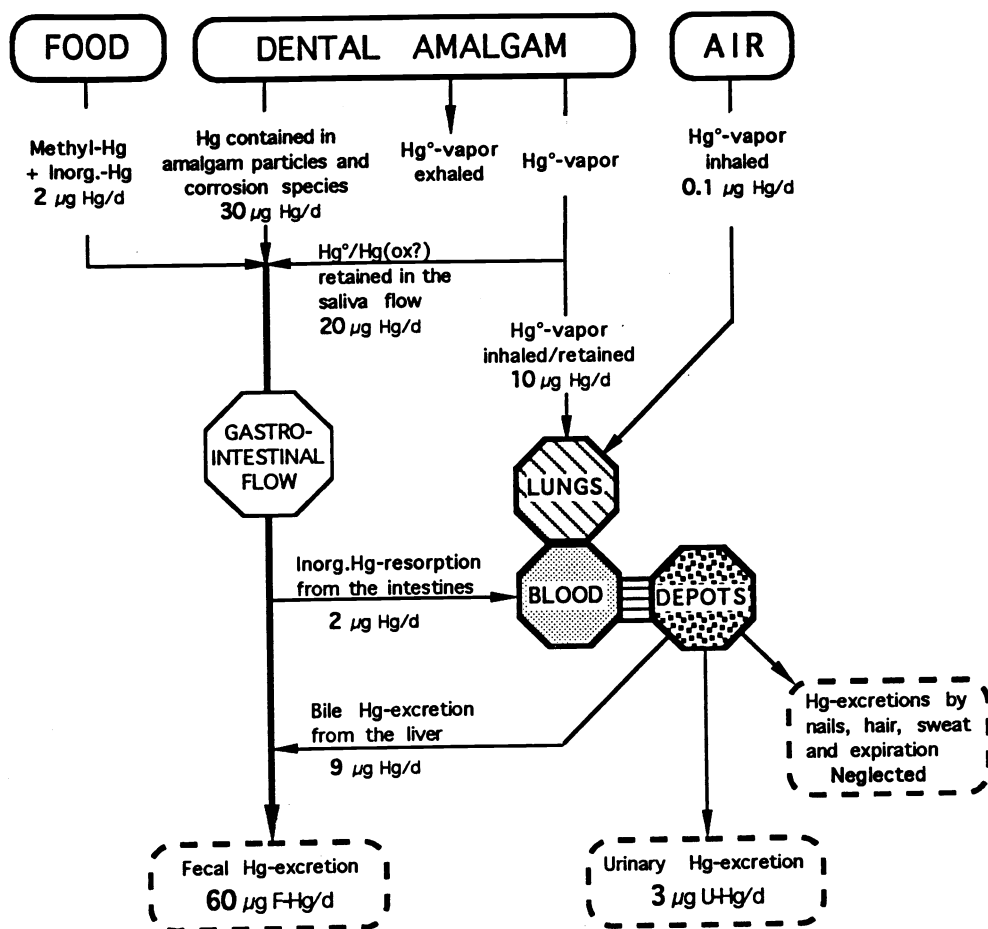 FOOD
DENTAL AMALGAM
AIR
Methyl-Hg
+ Inorg.-Hg
2 µg Hg/d
Hg contained in
amalgam particles and
corrosion species
30 µg Hg/d
Hg°-vapor
exhaled
Hg°-vapor
Hg°-vapor
inhaled
0.1 µg Hg/d
Hg°/Hg(ox?)
retained in the
saliva flow
20 µg Hg/d
Hg°-vapor
inhaled/retained
10 µg Hg/d
GASTRO-
INTESTINAL
FLOW
LUNGS
Inorg.Hg-resorption
from the intestines
2 µg Hg/d
BLOOD
DEPOTS
Bile Hg-excretion
from the liver
9 µg Hg/d
Hg-excretions by
nails, hair, sweat
and expiration
Neglected
Fecal Hg-excretion
60 µg F-Hg/d
Urinary Hg-excretion
3 µg U-Hg/d